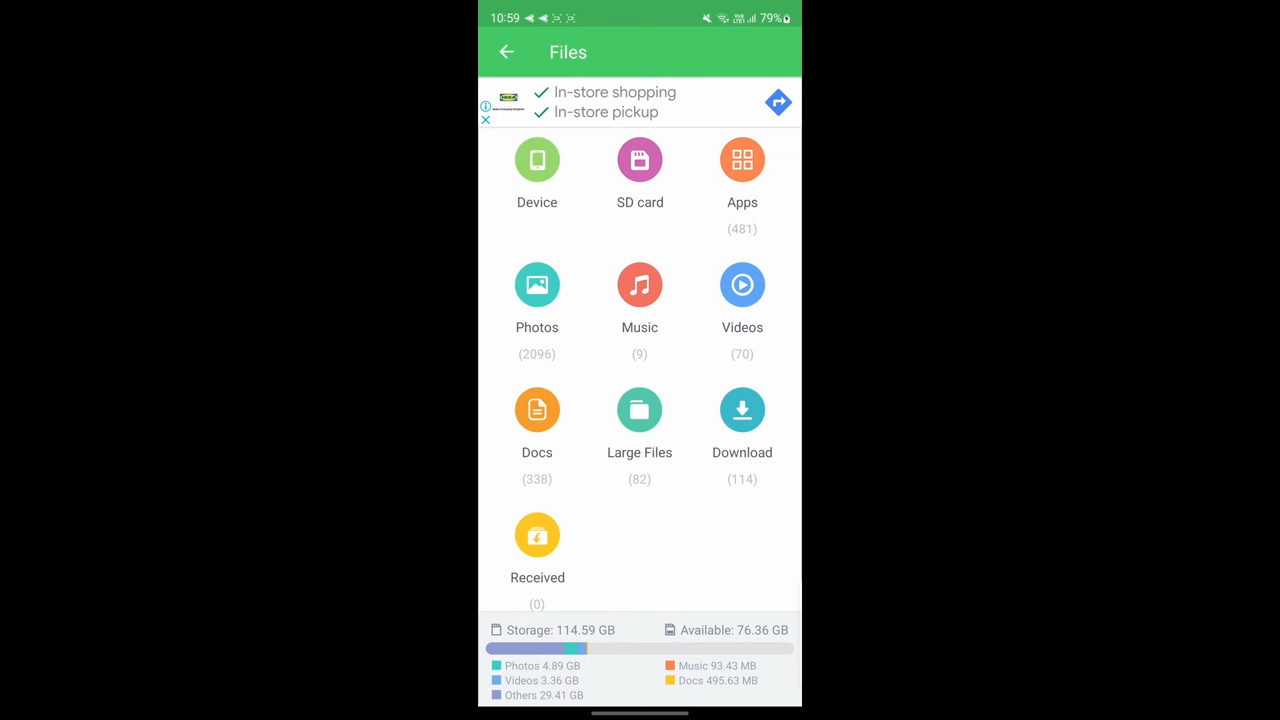 10:59 79%
Files
IKEA
In-store shopping
In-store pickup
Device SD card Apps
(481)
Photos Music Videos
(2096) (9) (70)
Docs Large Files Download
(338) (82) (114)
Received
(0)
Storage: 114.59 GB Available: 76.36 GB
Photos 4.89 GB Music 93.43 MB
Videos 3.36 GB Docs 495.63 MB
Others 29.41 GB